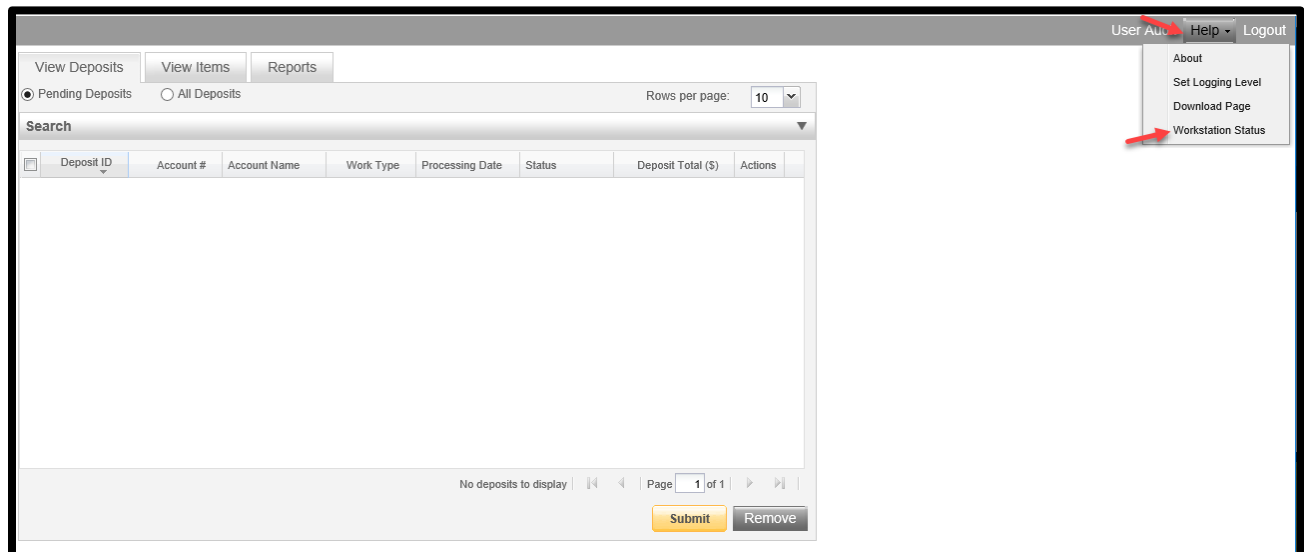 User Help Logout
About
Set Logging Level
Download Page
Workstation Status
View Deposits View Items Reports
Pending Deposits All Deposits Rows per page: 10
Search
Deposit ID Account # Account Name Work Type Processing Date Status Deposit Total ($) Actions
No deposits to display Page 1 of 1
Submit Remove